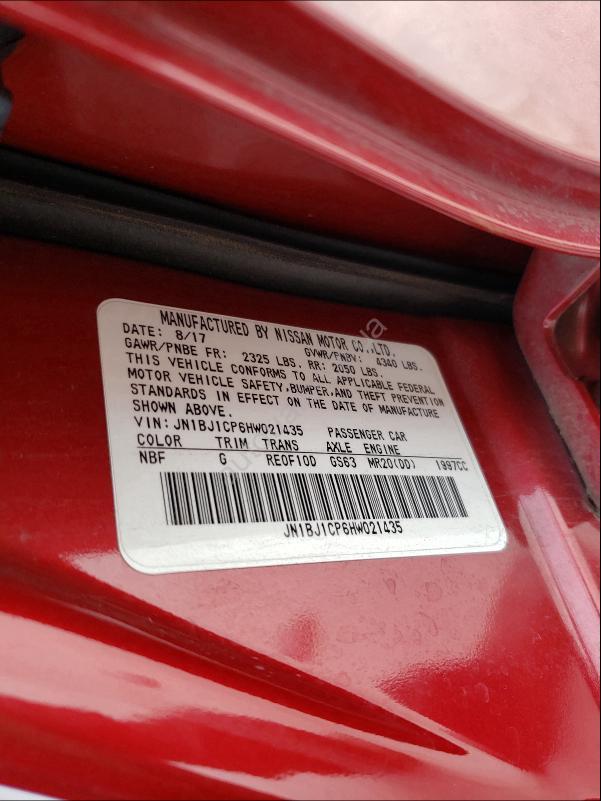 MANUFACTURED BY NISSAN MOTOR CO.,LTD.
DATE: 8/17 GVWR/PNBV: 4340 LBS.
GAWR/PNBE FR: 2325 LBS. RR: 2050 LBS.
THIS VEHICLE CONFORMS TO ALL APPLICABLE FEDERAL
MOTOR VEHICLE SAFETY,BUMPER,AND THEFT PREVENTION
STANDARDS IN EFFECT ON THE DATE OF MANUFACTURE
SHOWN ABOVE.
VIN: JN1BJ1CP6HW021435 PASSENGER CAR
COLOR TRIM TRANS AXLE ENGINE
NBF G RE0F10D GS63 MR20(DD) 1997CC
JN1BJ1CP6HW021435